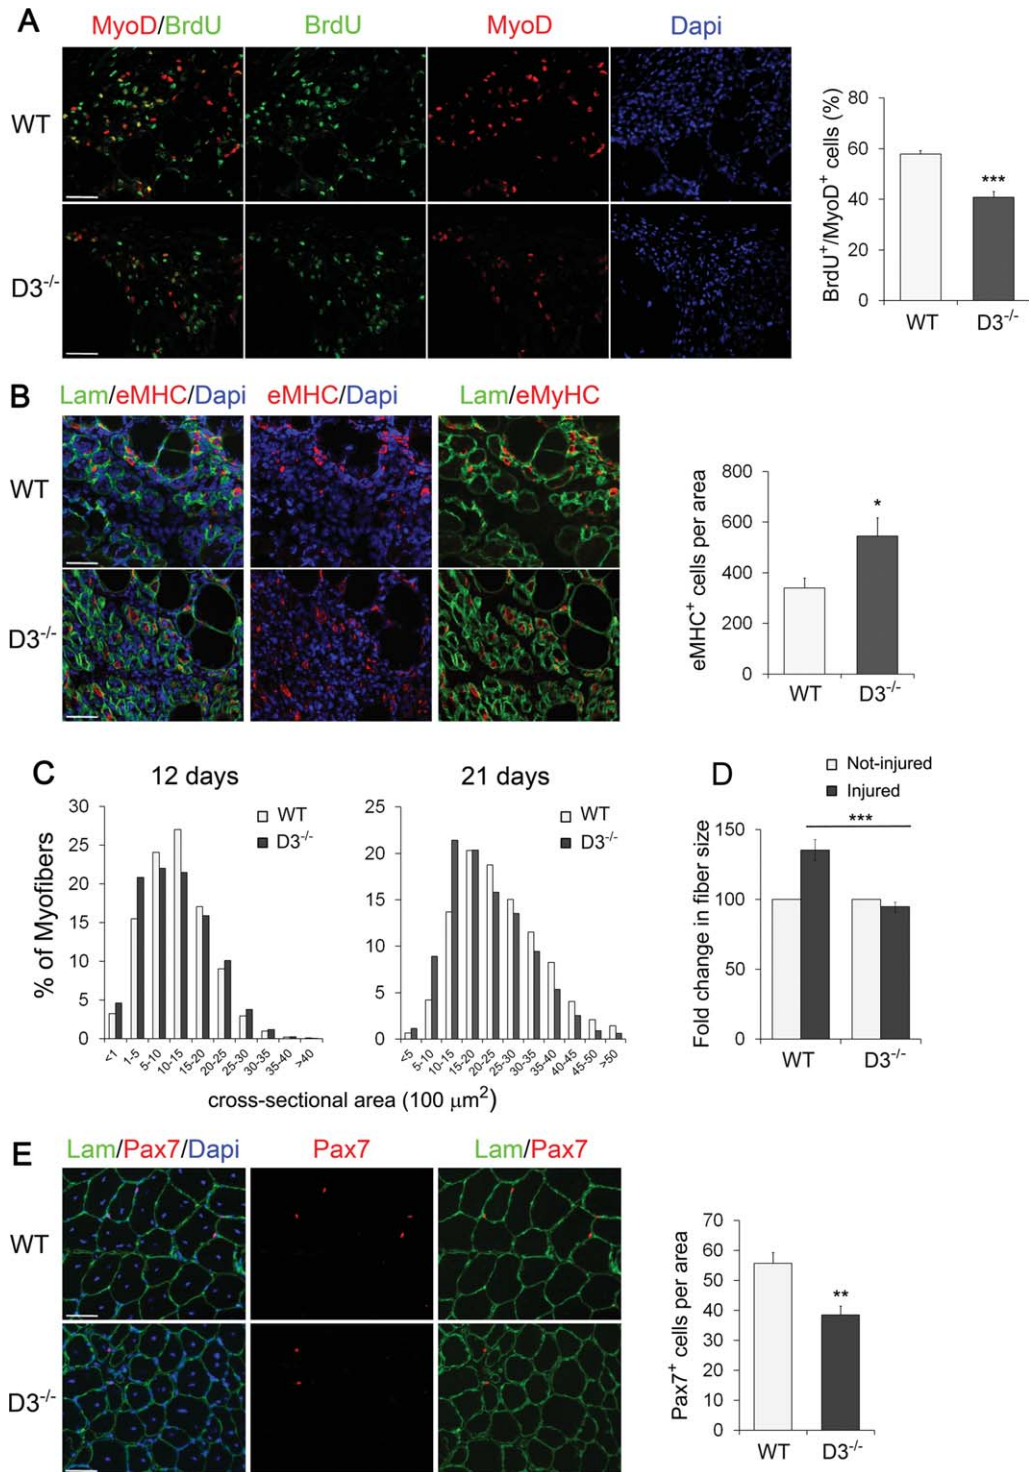 A
MyoD/BrdU BrdU MyoD Dapi
WT
D3-/-
BrdU+/MyoD+ cells (%)
80
60
40
20
0
***
WT D3-/-
B
Lam/eMHC/Dapi eMHC/Dapi Lam/eMyHC
WT
D3-/-
eMHC+ cells per area
800
600
400
200
0
*
WT D3-/-
C
12 days
% of Myofibers
30
25
20
15
10
5
0
WT
D3-/-
<1 1-5 5-10 10-15 15-20 20-25 25-30 30-35 35-40 >40
21 days
25
20
15
10
5
0
WT
D3-/-
<5 5-10 10-15 15-20 20-25 25-30 30-35 35-40 40-45 45-50 >50
cross-sectional area (100 μm²)
D
Not-injured
Injured
Fold change in fiber size
150
100
50
0
***
WT D3-/-
E
Lam/Pax7/Dapi Pax7 Lam/Pax7
WT
D3-/-
Pax7+ cells per area
70
60
50
40
30
20
10
0
**
WT D3-/-